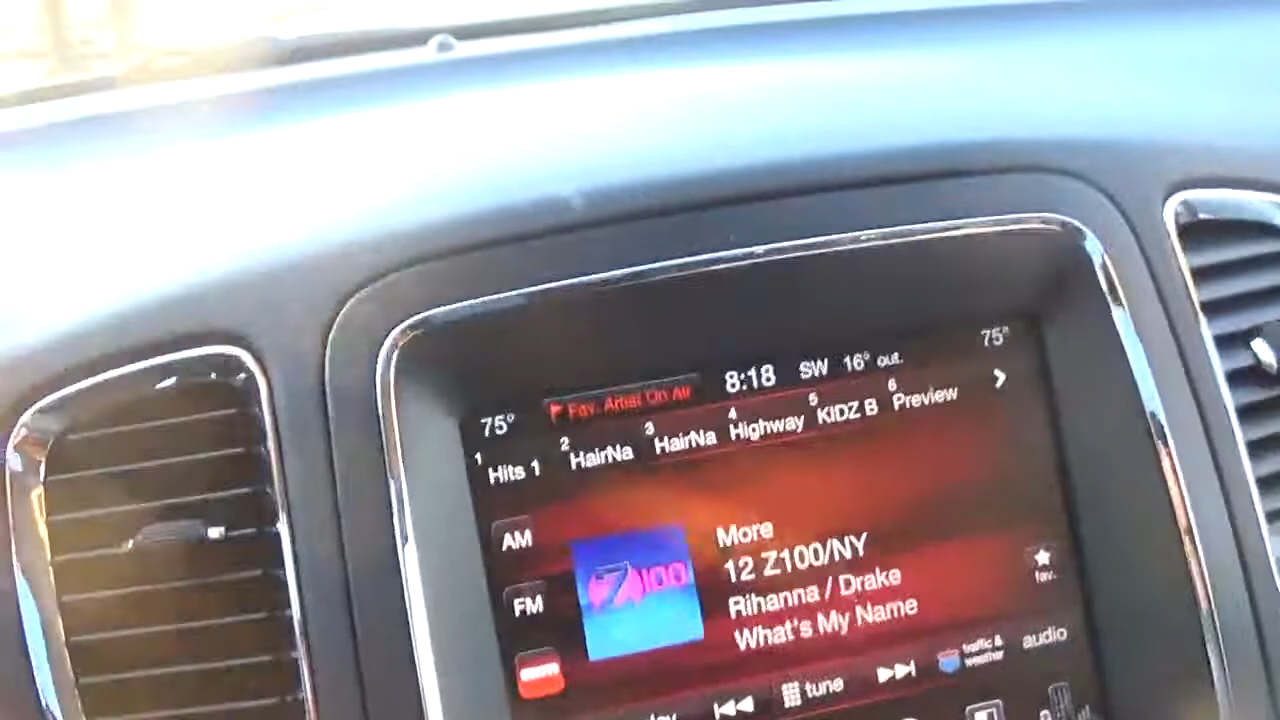 75° Fav. Artist On Air 8:18 SW 16° out. 75°
1 Hits 1 2 HairNa 3 HairNa 4 Highway 5 KIDZ B 6 Preview
AM
FM
Z100
More
12 Z100/NY
Rihanna / Drake
What's My Name
fav.
tune
traffic &
weather
audio